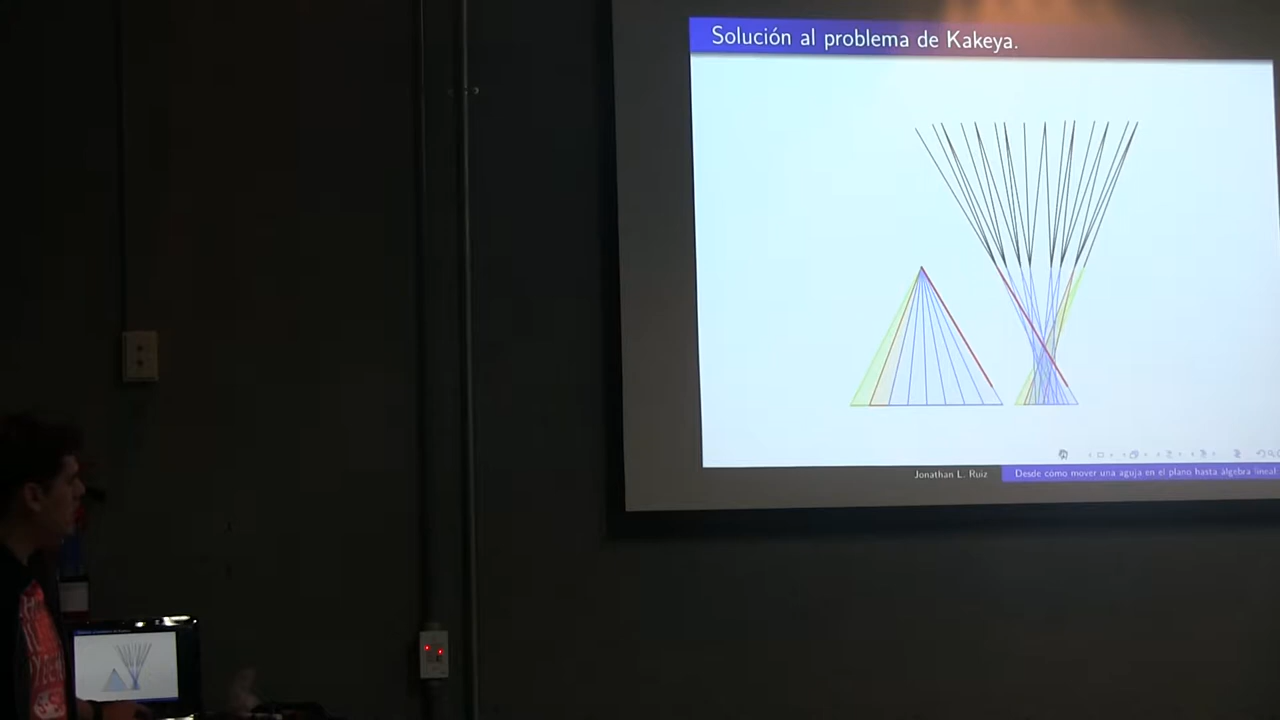 Solución al problema de Kakeya.
Jonathan L. Ruiz
Desde cómo mover una aguja en el plano hasta álgebra lineal